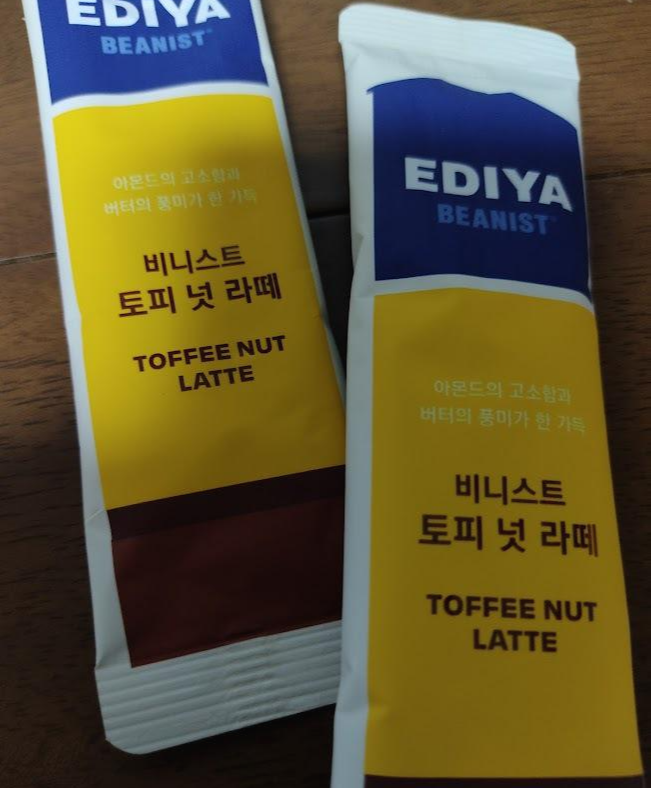 EDIYA
BEANIST
아몬드의 고소함과
버터의 풍미가 한 가득
비니스트
토피 넛 라떼
TOFFEE NUT
LATTE
EDIYA
BEANIST
아몬드의 고소함과
버터의 풍미가 한 가득
비니스트
토피 넛 라떼
TOFFEE NUT
LATTE